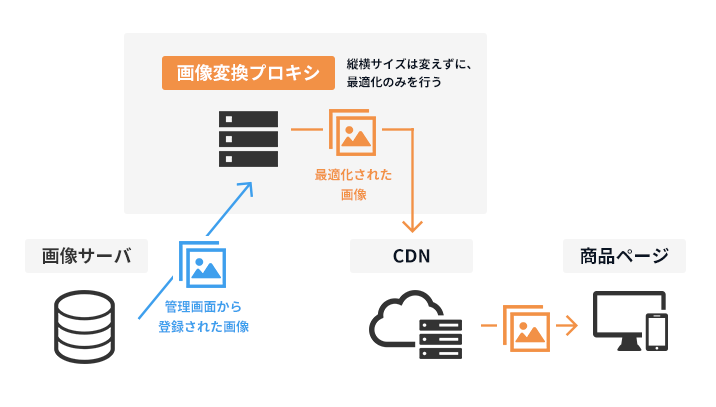 画像変換プロキシ
縦横サイズは変えずに、
最適化のみを行う
最適化された
画像
画像サーバ
管理画面から
登録された画像
CDN
商品ページ